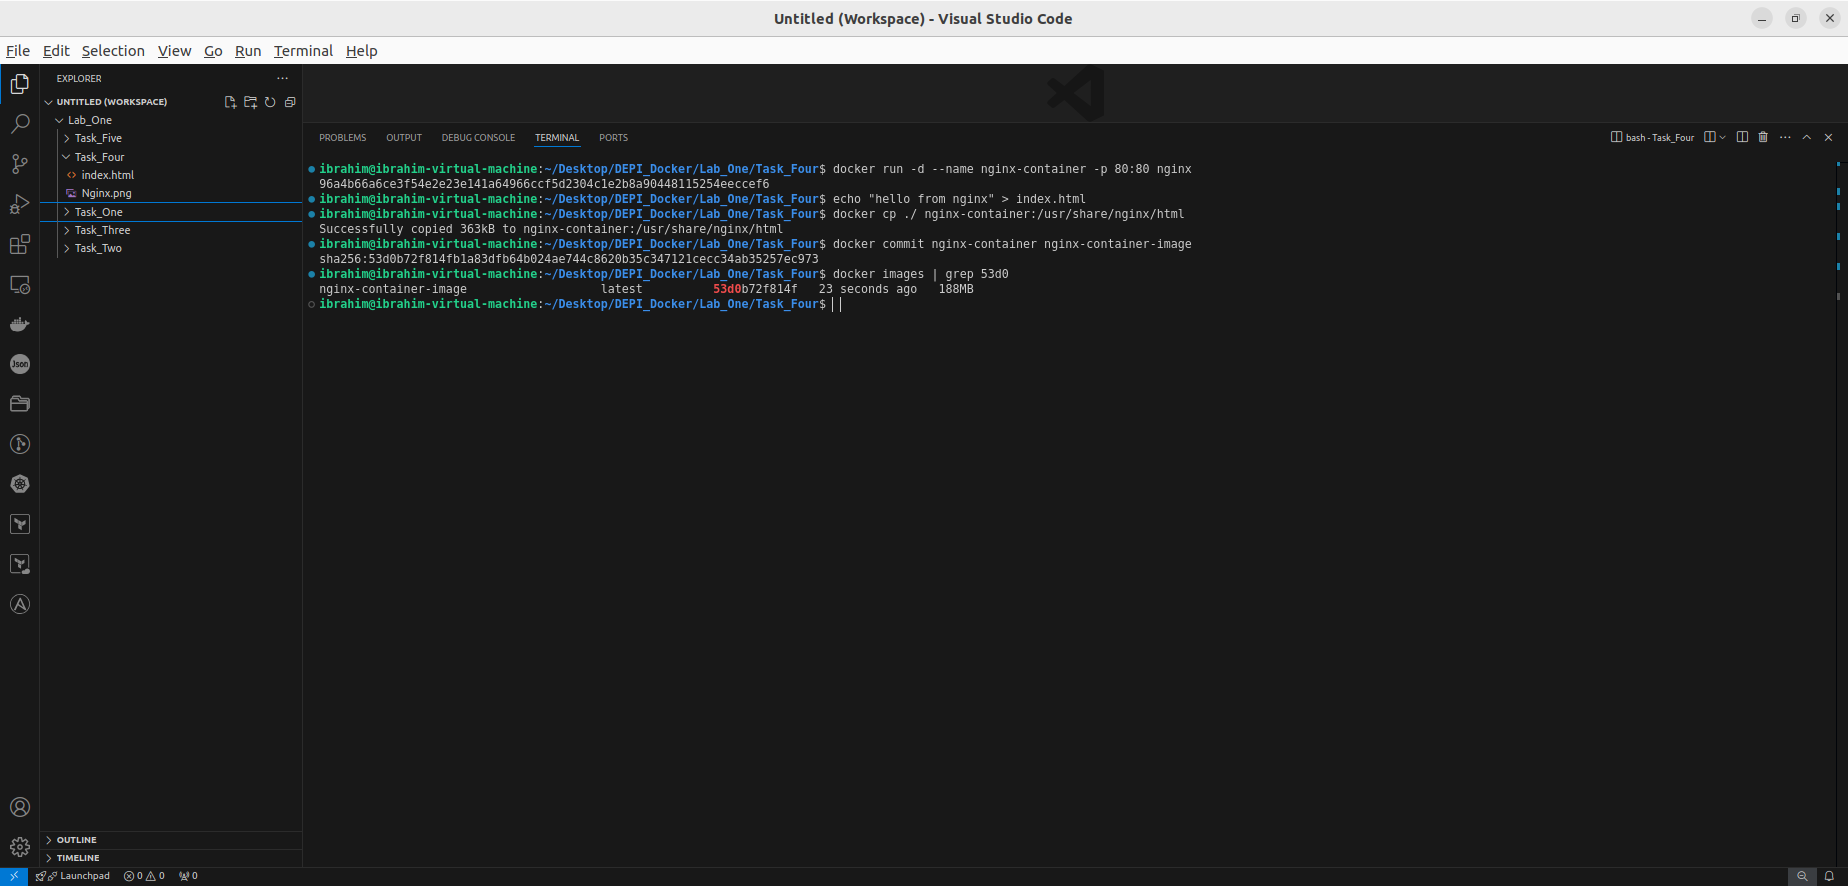 Untitled (Workspace) - Visual Studio Code
File Edit Selection View Go Run Terminal Help
EXPLORER
UNTITLED (WORKSPACE)
Lab_One
Task_Five
Task_Four
index.html
Nginx.png
Task_One
Task_Three
Task_Two
OUTLINE
TIMELINE
PROBLEMS OUTPUT DEBUG CONSOLE TERMINAL PORTS
bash - Task_Four
ibrahim@ibrahim-virtual-machine:~/Desktop/DEPI_Docker/Lab_One/Task_Four$ docker run -d --name nginx-container -p 80:80 nginx
96a4b66a6ce3f54e2e23e141a64966ccf5d2304c1e2b8a90448115254eeccef6
ibrahim@ibrahim-virtual-machine:~/Desktop/DEPI_Docker/Lab_One/Task_Four$ echo "hello from nginx" > index.html
ibrahim@ibrahim-virtual-machine:~/Desktop/DEPI_Docker/Lab_One/Task_Four$ docker cp ./ nginx-container:/usr/share/nginx/html
Successfully copied 363kB to nginx-container:/usr/share/nginx/html
ibrahim@ibrahim-virtual-machine:~/Desktop/DEPI_Docker/Lab_One/Task_Four$ docker commit nginx-container nginx-container-image
sha256:53d0b72f814fb1a83dfb64b024ae744c8620b35c347121cecc34ab35257ec973
ibrahim@ibrahim-virtual-machine:~/Desktop/DEPI_Docker/Lab_One/Task_Four$ docker images | grep 53d0
nginx-container-image latest 53d0b72f814f 23 seconds ago 188MB
ibrahim@ibrahim-virtual-machine:~/Desktop/DEPI_Docker/Lab_One/Task_Four$
Json
Launchpad 0 0 0